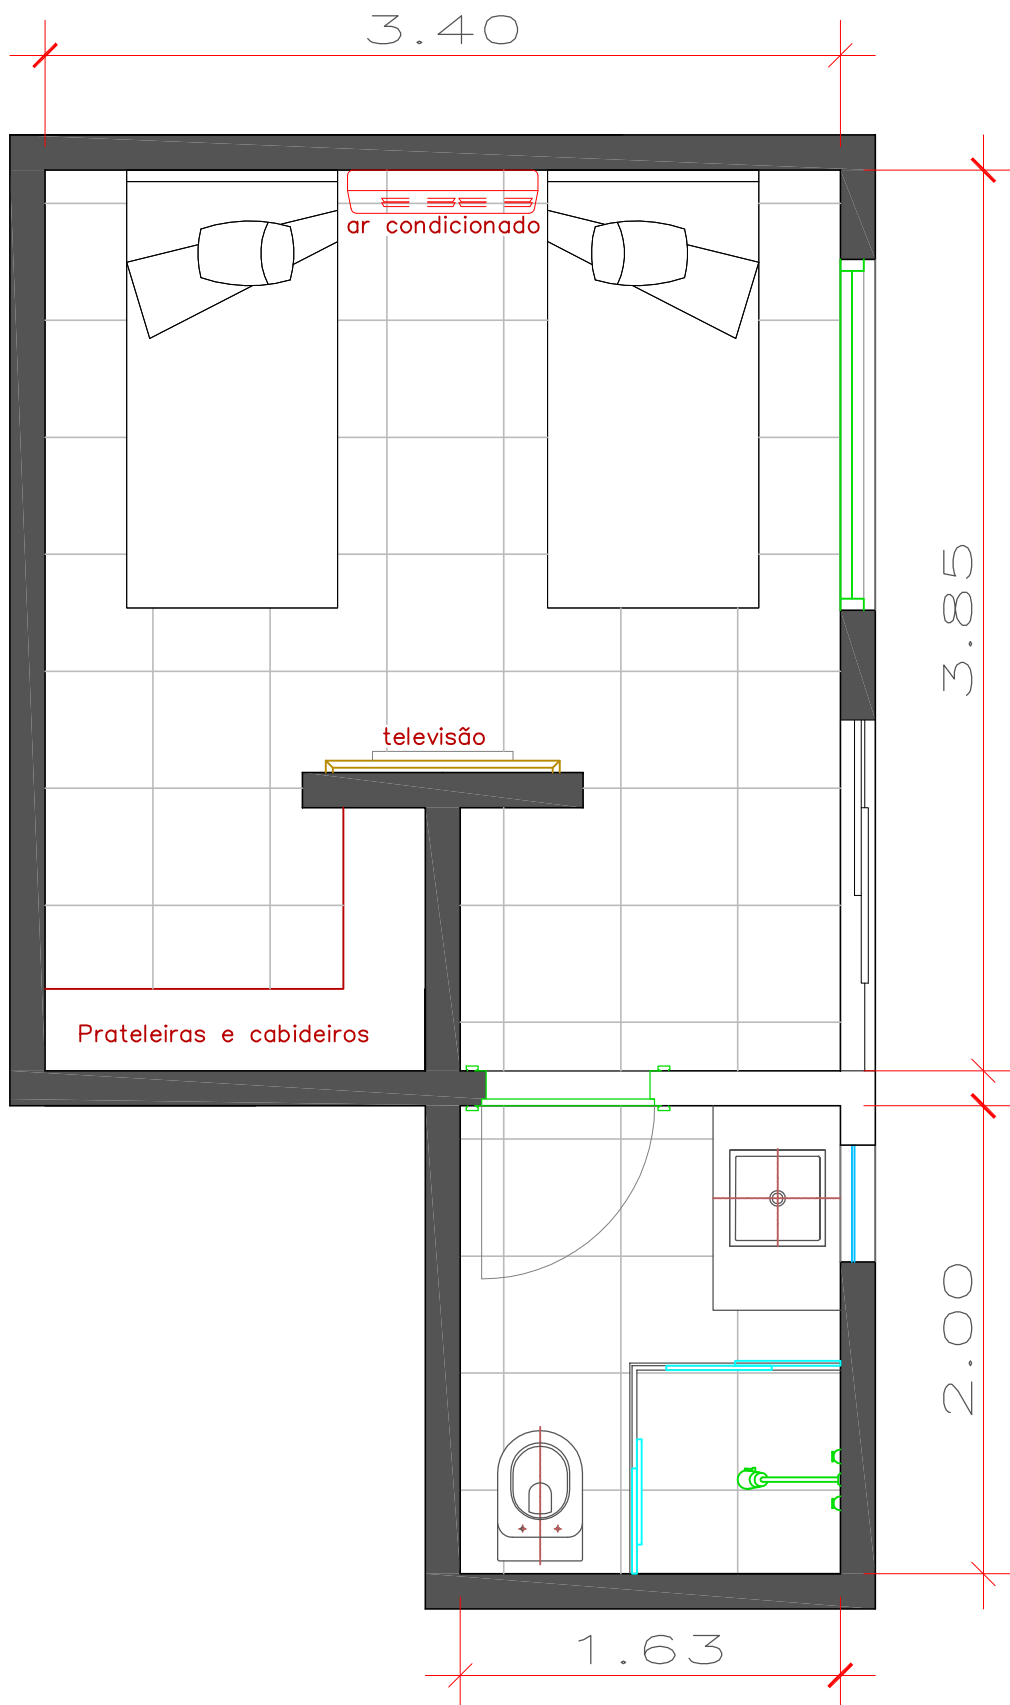 3.40
ar condicionado
3.85
televisão
Prateleiras e cabideiros
2.00
1.63